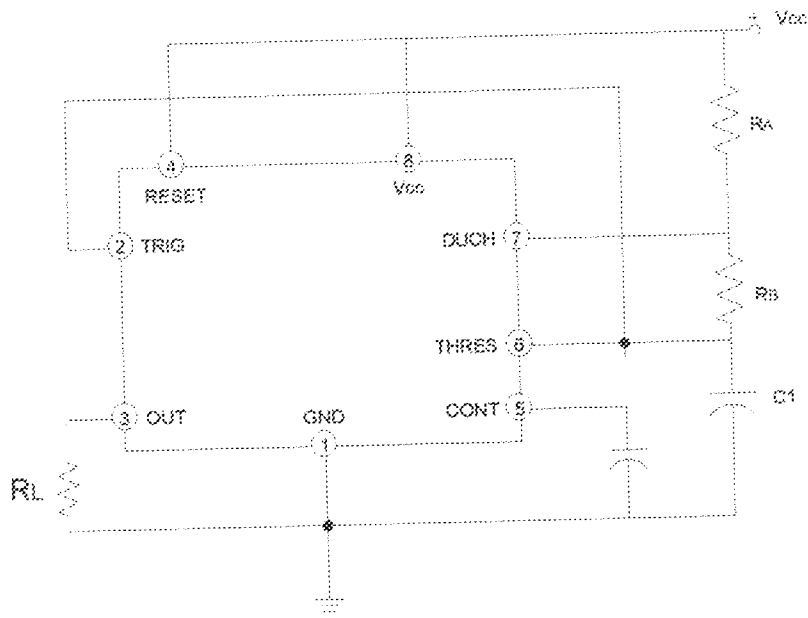 + Vcc
RA
4
RESET
8
Vcc
2 TRIG
DUCH 7
RB
THRES 6
3 OUT
GND
1
CONT 5
C1
RL